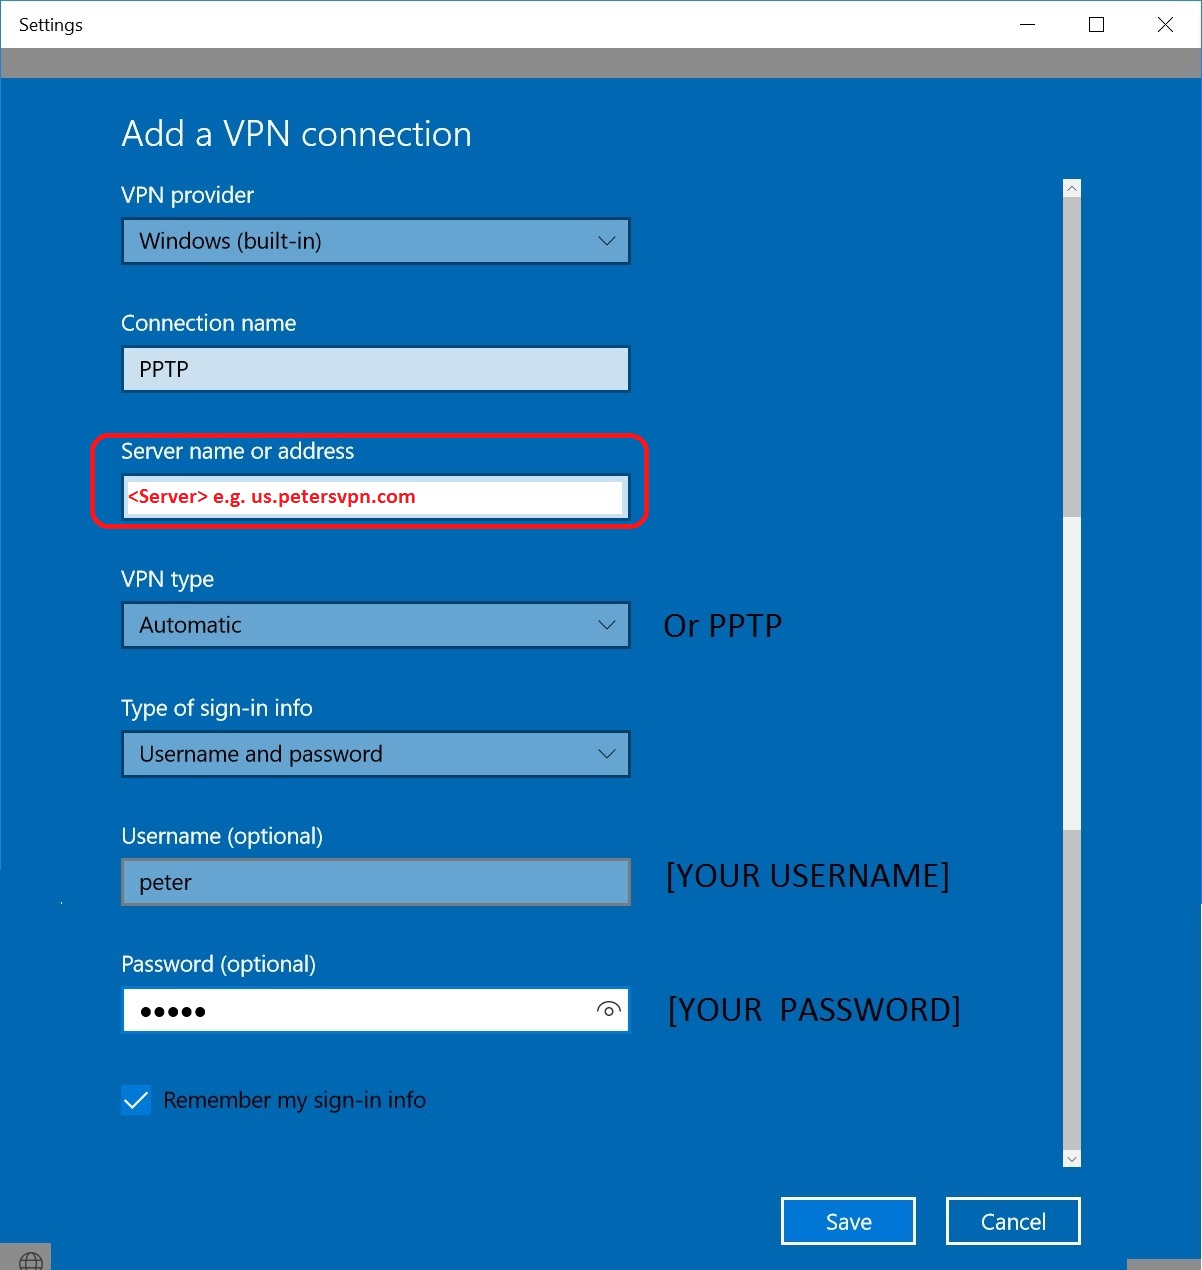 Settings
Add a VPN connection
VPN provider
Windows (built-in)
Connection name
PPTP
Server name or address
<Server> e.g. us.petersvpn.com
VPN type
Automatic
Or PPTP
Type of sign-in info
Username and password
Username (optional)
peter
[YOUR USERNAME]
Password (optional)
●●●●●
[YOUR  PASSWORD]
Remember my sign-in info
Save
Cancel